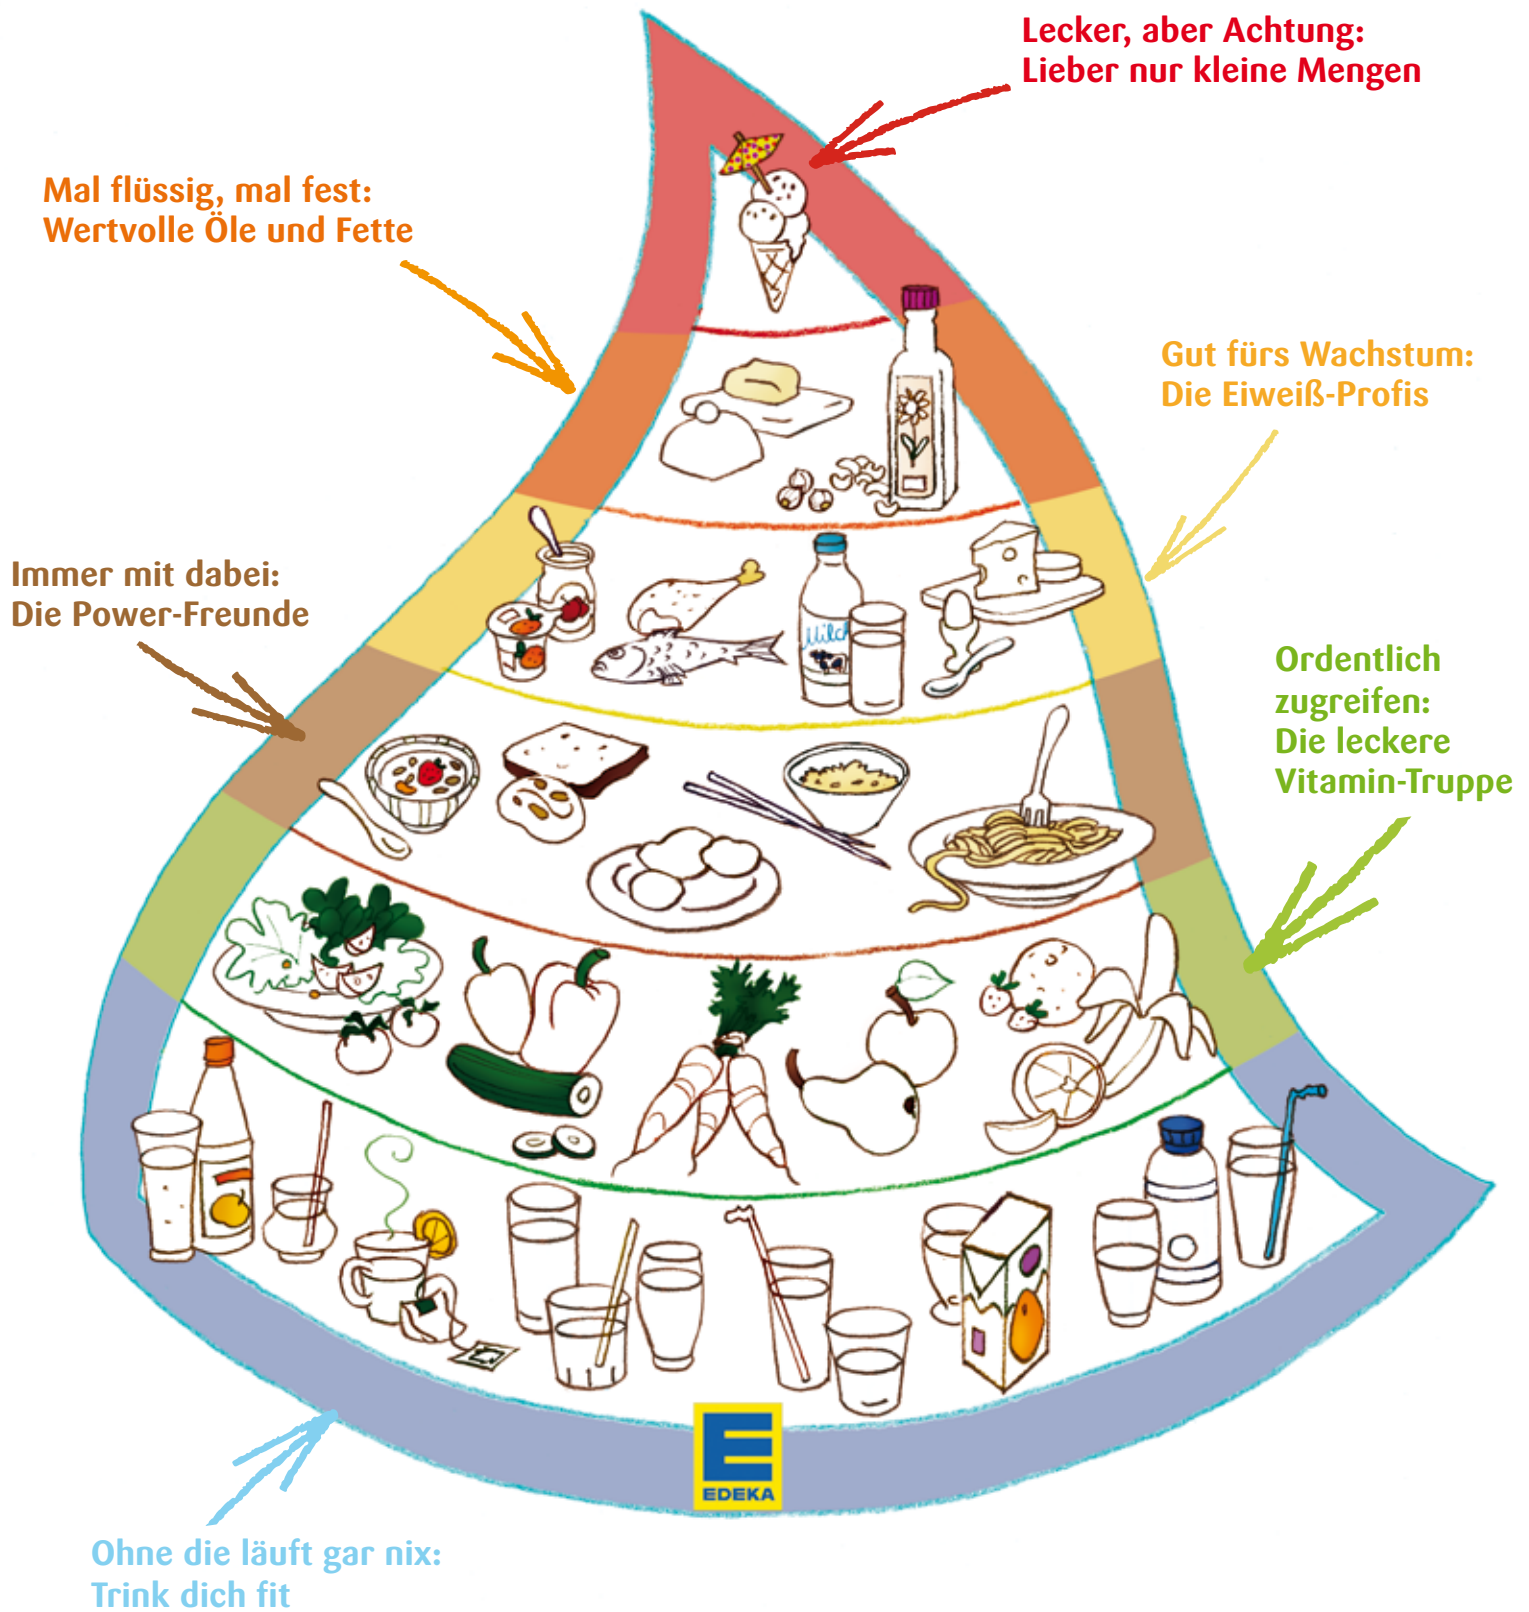 Lecker, aber Achtung:
Lieber nur kleine Mengen
Mal flüssig, mal fest:
Wertvolle Öle und Fette
Gut fürs Wachstum:
Die Eiweiß-Profis
Immer mit dabei:
Die Power-Freunde
Milch
Ordentlich
zugreifen:
Die leckere
Vitamin-Truppe
E
EDEKA
Ohne die läuft gar nix:
Trink dich fit